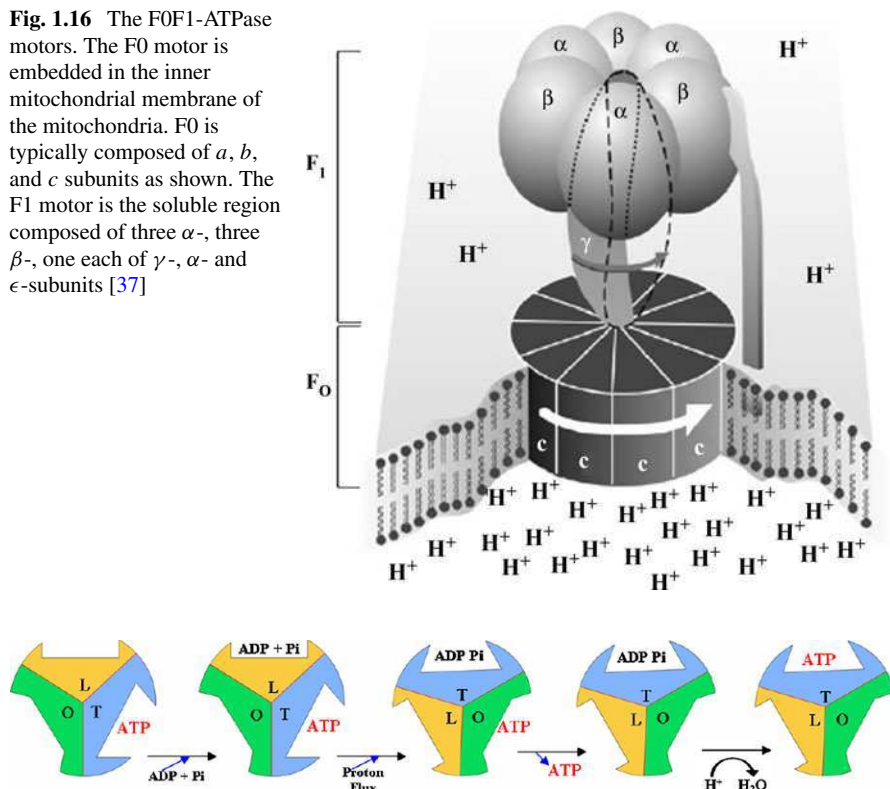 Fig. 1.16 The F0F1-ATPase
motors. The F0 motor is
embedded in the inner
mitochondrial membrane of
the mitochondria. F0 is
typically composed of a, b,
and c subunits as shown. The
F1 motor is the soluble region
composed of three α-, three
β-, one each of γ-, α- and
ϵ-subunits [37]
β
α α H⁺
β β
α
F₁
H⁺
γ
H⁺ H⁺
F_O
c c c c
H⁺ H⁺ H⁺ H⁺
H⁺ H⁺ H⁺
H⁺ H⁺ H⁺
H⁺ H⁺ H⁺ H⁺ H⁺ H⁺
H⁺ H⁺ H⁺ H⁺ H⁺
H⁺
ADP + Pi ADP Pi ADP Pi ATP
L L T T T
O T O T L O L O L O
ATP ATP ATP
ADP + Pi Proton Flux ATP H⁺ H₂O